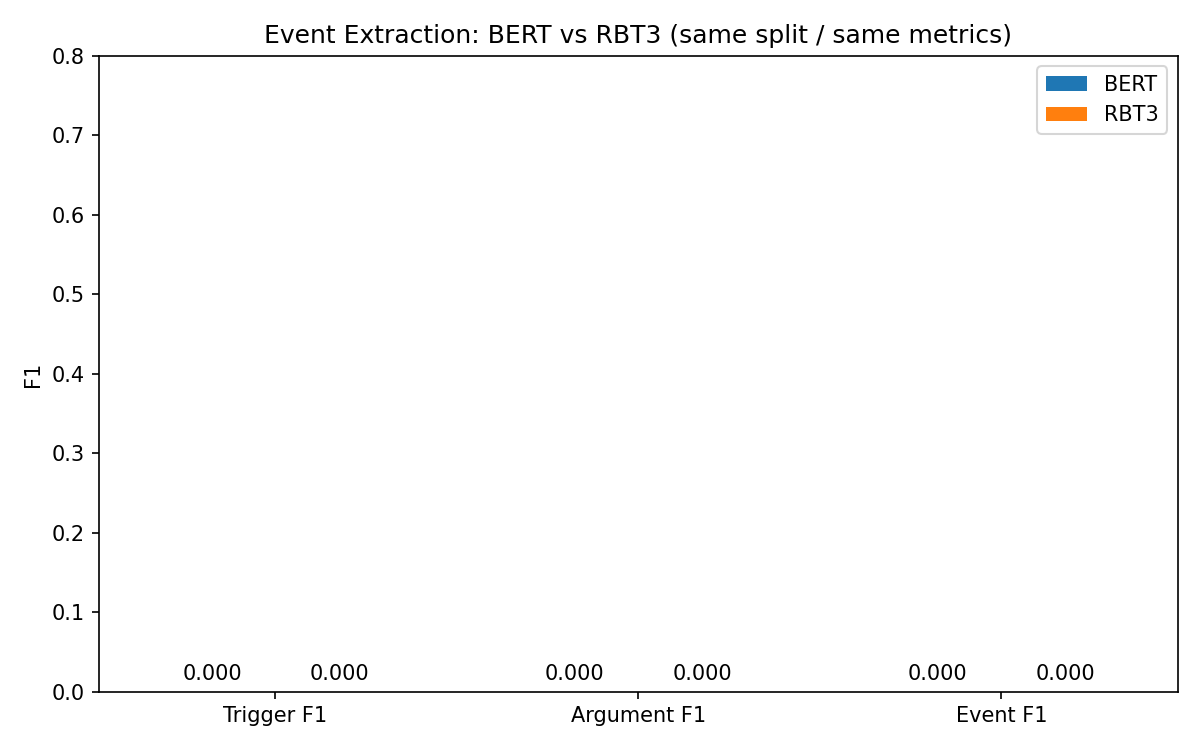 Event Extraction: BERT vs RBT3 (same split / same metrics)
BERT
RBT3
F1
0.8
0.7
0.6
0.5
0.4
0.3
0.2
0.1
0.0
0.000 0.000 0.000 0.000 0.000 0.000
Trigger F1 Argument F1 Event F1